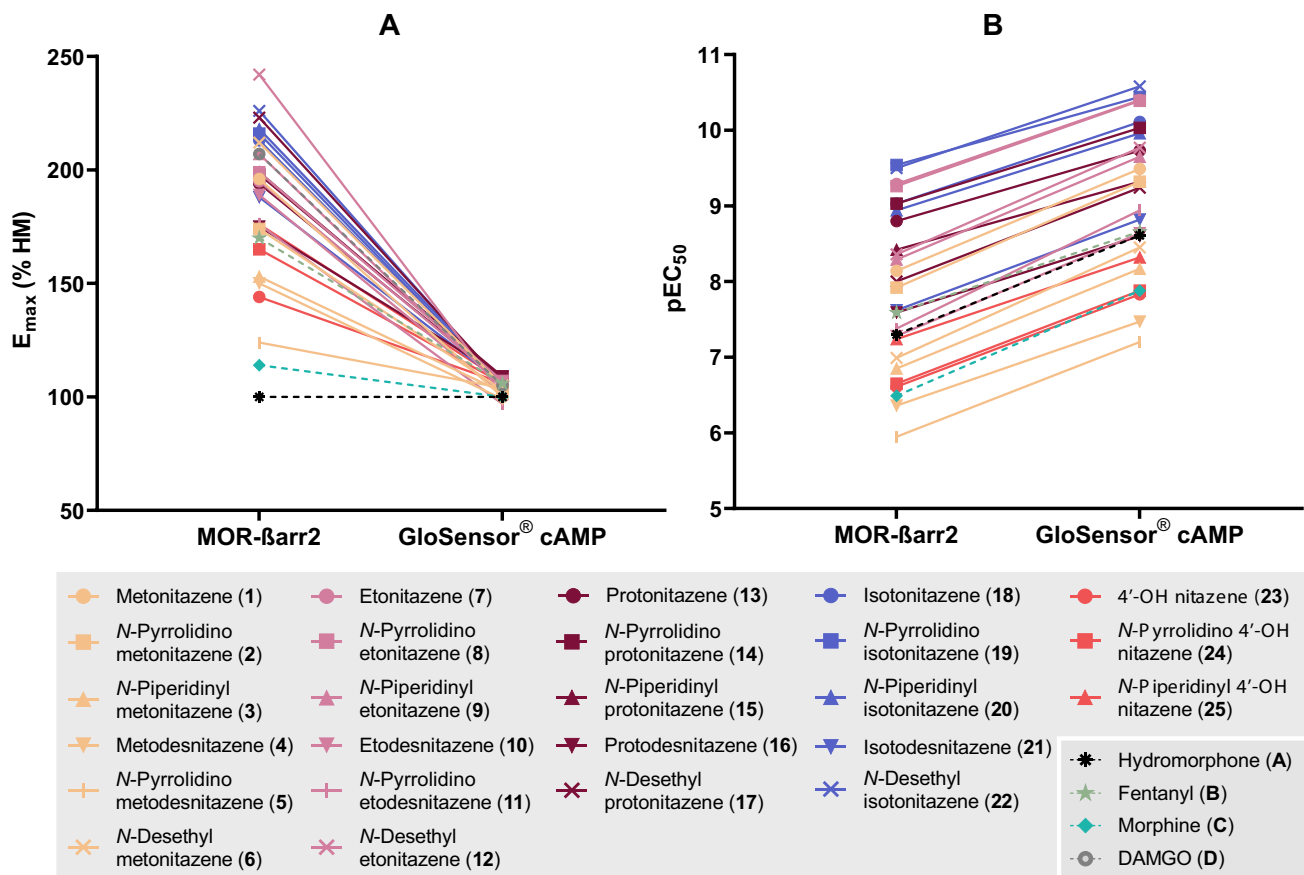 A
250
200
150
100
50
Emax (% HM)
MOR-ßarr2 GloSensor® cAMP
B
11
10
9
8
7
6
5
pEC50
MOR-ßarr2 GloSensor® cAMP
Metonitazene (1)
N-Pyrrolidino
metonitazene (2)
N-Piperidinyl
metonitazene (3)
Metodesnitazene (4)
N-Pyrrolidino
metodesnitazene (5)
N-Desethyl
metonitazene (6)
Etonitazene (7)
N-Pyrrolidino
etonitazene (8)
N-Piperidinyl
etonitazene (9)
Etodesnitazene (10)
N-Pyrrolidino
etodesnitazene (11)
N-Desethyl
etonitazene (12)
Protonitazene (13)
N-Pyrrolidino
protonitazene (14)
N-Piperidinyl
protonitazene (15)
Protodesnitazene (16)
N-Desethyl
protonitazene (17)
Isotonitazene (18)
N-Pyrrolidino
isotonitazene (19)
N-Piperidinyl
isotonitazene (20)
Isotodesnitazene (21)
N-Desethyl
isotonitazene (22)
4′-OH nitazene (23)
N-Pyrrolidino 4′-OH
nitazene (24)
N-Piperidinyl 4′-OH
nitazene (25)
Hydromorphone (A)
Fentanyl (B)
Morphine (C)
DAMGO (D)